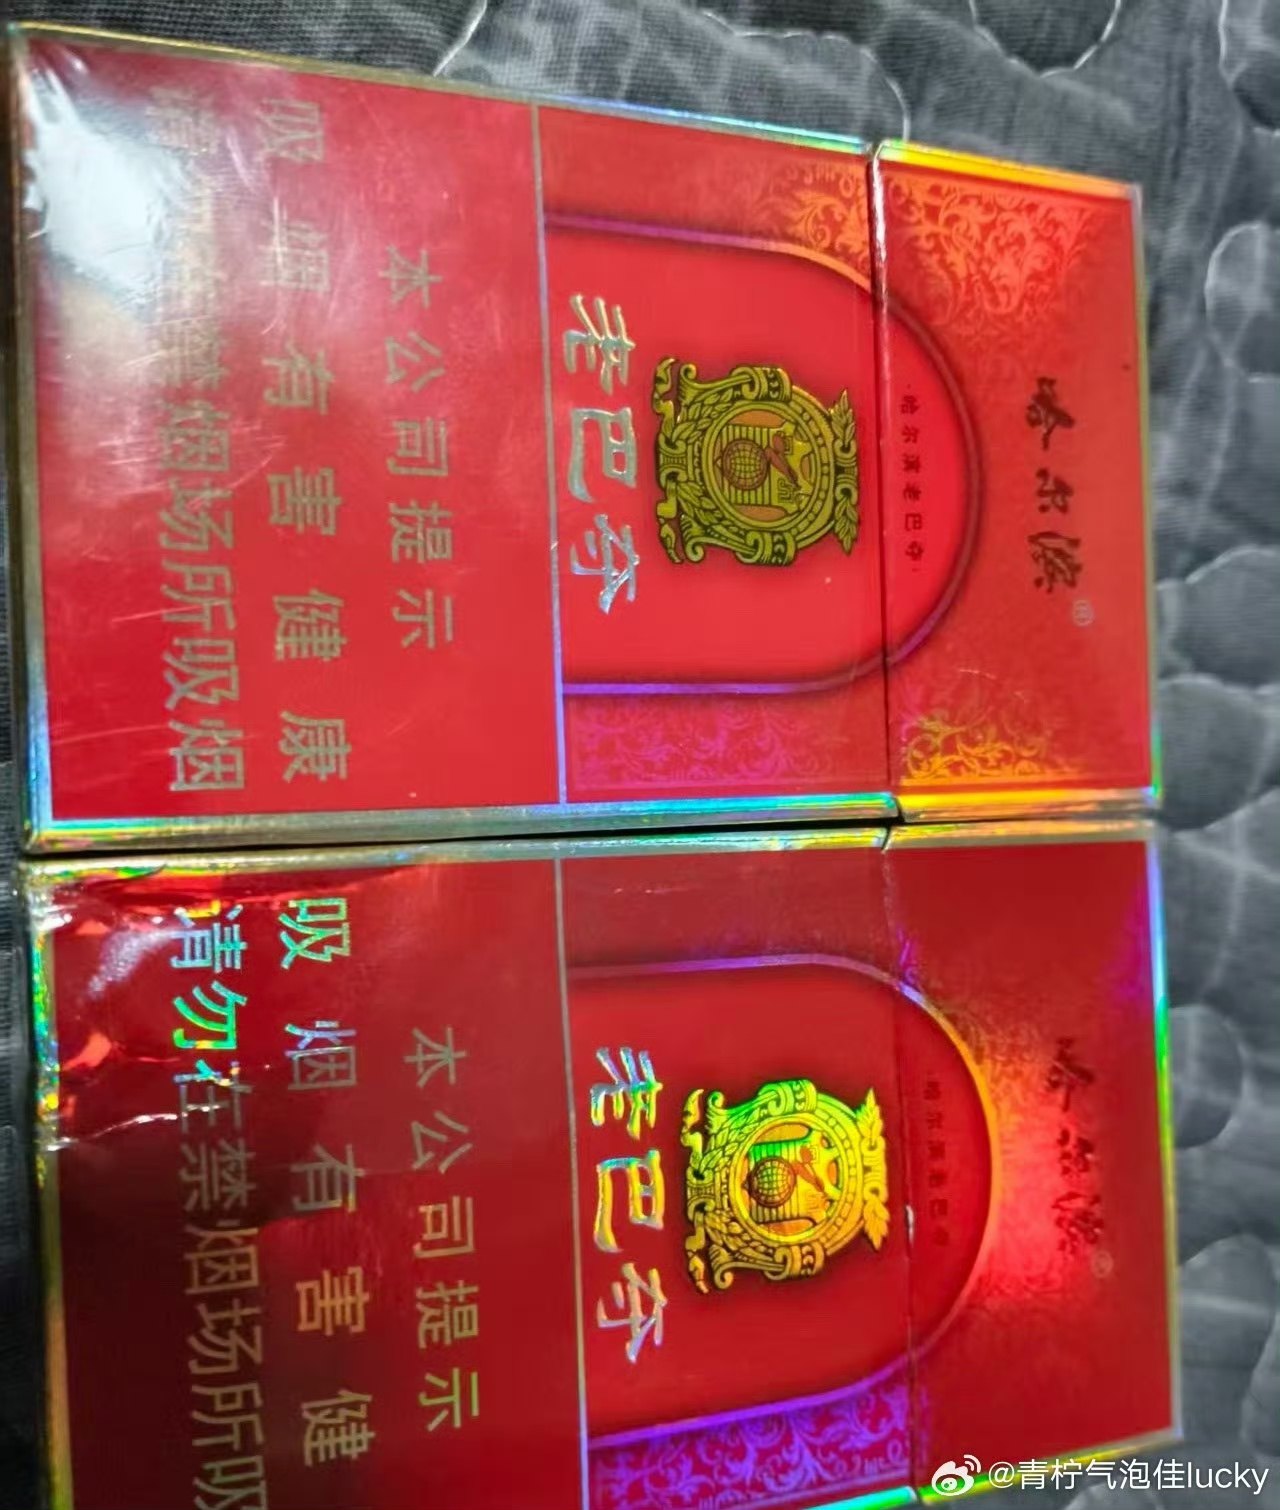 哈尔滨
·哈尔滨老巴夺·
老巴夺
本公司提示
吸烟有害健康
请勿在禁烟场所吸烟
哈尔滨
哈尔滨老巴夺
老巴夺
本公司提示
吸烟有害健
请勿在禁烟场所吸
@青柠气泡佳lucky